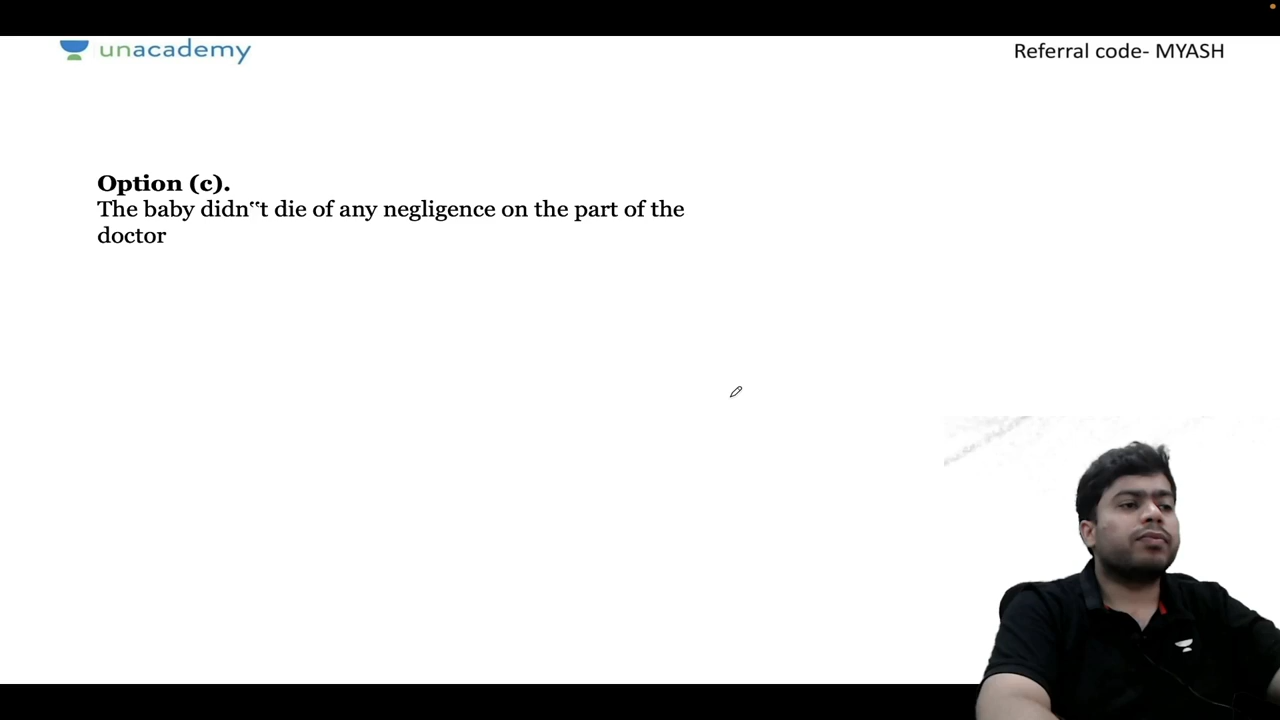 unacademy
Referral code- MYASH
Option (c).
The baby didn‟t die of any negligence on the part of the
doctor